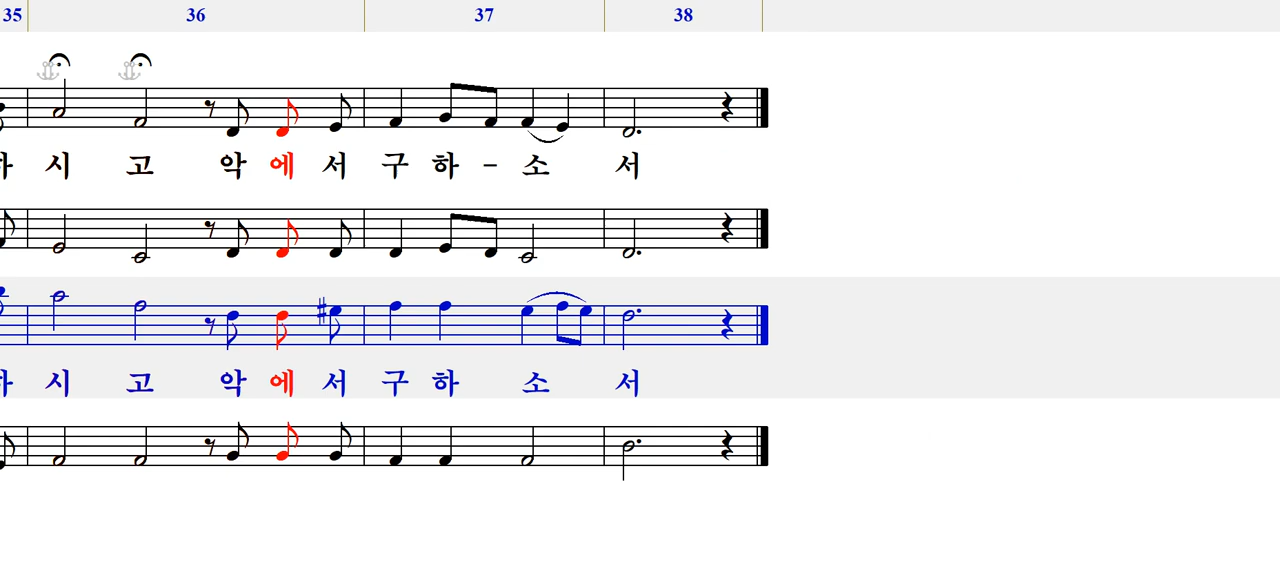 35 36 37 38
하 시 고 악 에 서 구 하 - 소 서
하 시 고 악 에 서 구 하 소 서